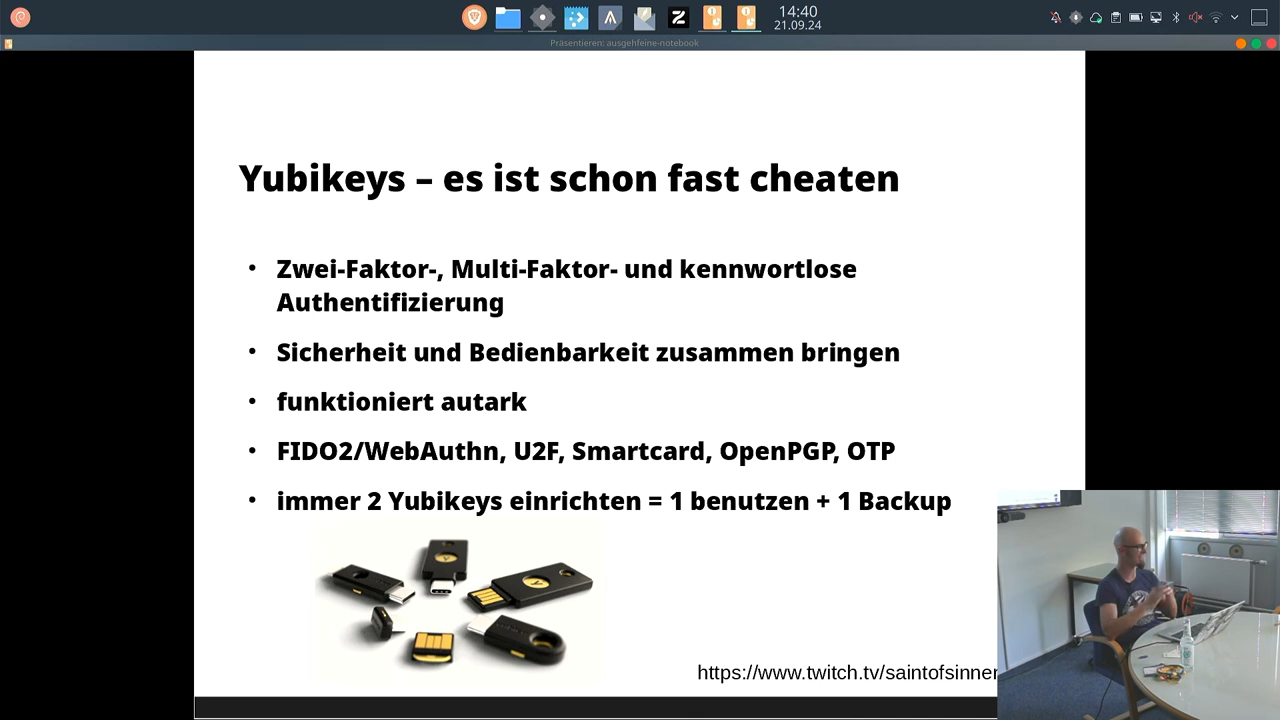 14:40
21.09.24
Präsentieren: ausgehfeine-notebook
Yubikeys – es ist schon fast cheaten
• Zwei-Faktor-, Multi-Faktor- und kennwortlose
Authentifizierung
• Sicherheit und Bedienbarkeit zusammen bringen
• funktioniert autark
• FIDO2/WebAuthn, U2F, Smartcard, OpenPGP, OTP
• immer 2 Yubikeys einrichten = 1 benutzen + 1 Backup
https://www.twitch.tv/saintofsinner